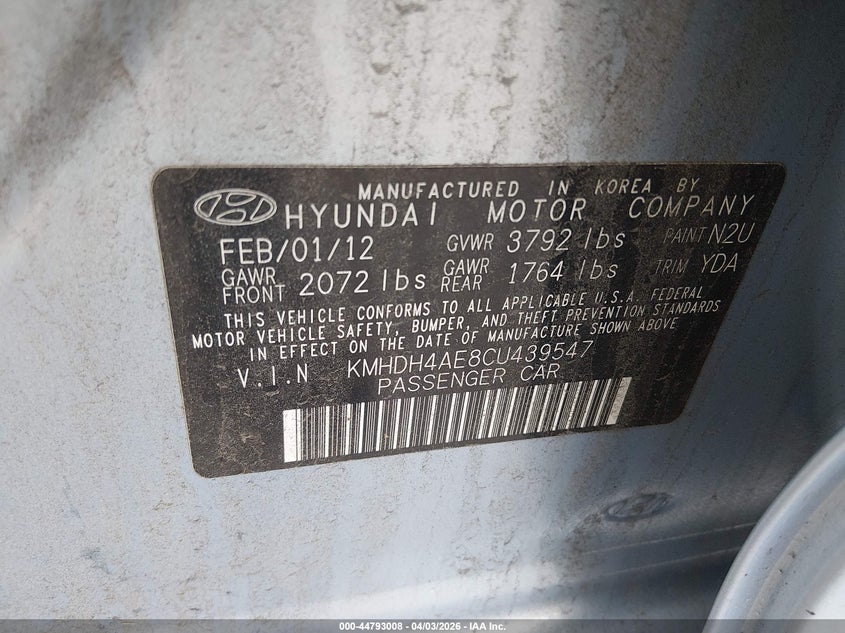 MANUFACTURED IN KOREA BY
HYUNDAI MOTOR COMPANY
FEB/01/12 GVWR 3792 lbs PAINT N2U
GAWR FRONT 2072 lbs GAWR REAR 1764 lbs TRIM YDA
THIS VEHICLE CONFORMS TO ALL APPLICABLE U.S.A. FEDERAL
MOTOR VEHICLE SAFETY, BUMPER, AND THEFT PREVENTION STANDARDS
IN EFFECT ON THE DATE OF MANUFACTURE SHOWN ABOVE
V.I.N KMHDH4AE8CU439547
PASSENGER CAR
000-44793008 - 04/03/2026 - IAA Inc.